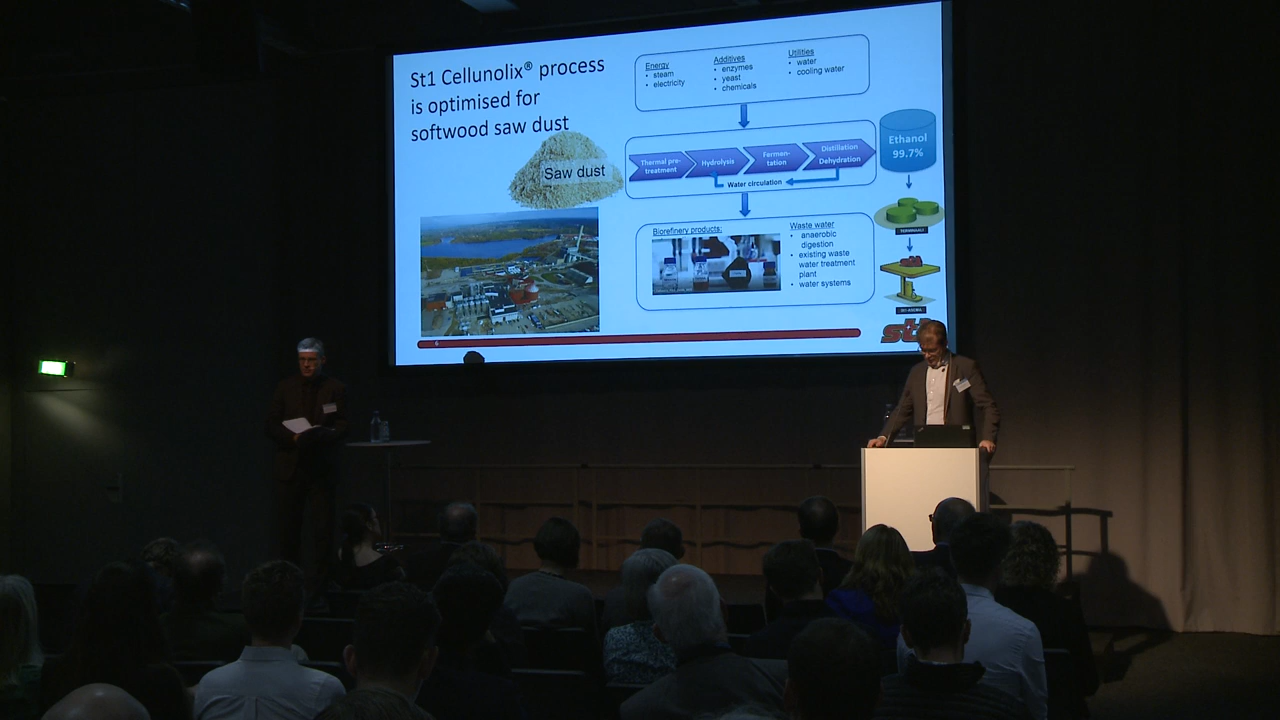 St1 Cellunolix® process
is optimised for
softwood saw dust
Saw dust
Energy
• steam
• electricity
Additives
• enzymes
• yeast
• chemicals
Utilities
• water
• cooling water
Thermal pre-
treatment
Hydrolysis
Fermen-
tation
Distillation
Dehydration
Water circulation
Ethanol
99.7%
Biorefinery products:
Waste water
• anaerobic
digestion
• existing waste
water treatment
plant
• water systems
6